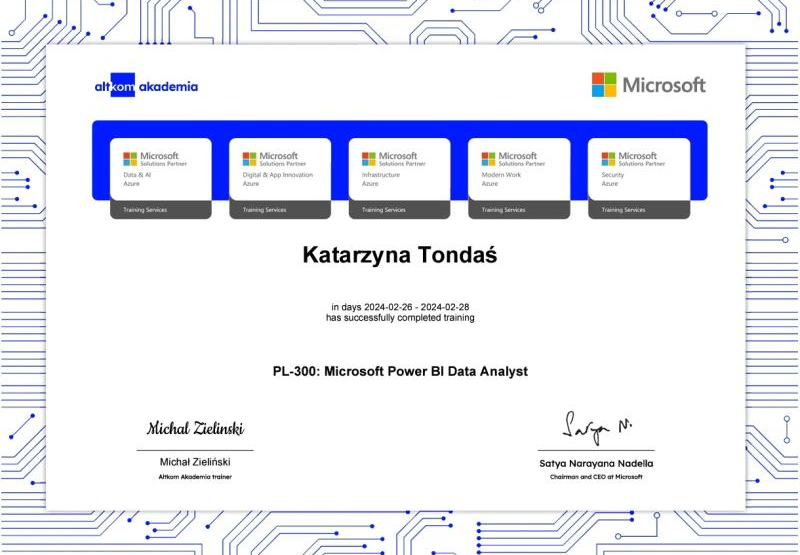 altkom akademia
Microsoft
Microsoft
Solutions Partner
Data & AI
Azure
Training Services
Microsoft
Solutions Partner
Digital & App Innovation
Azure
Training Services
Microsoft
Solutions Partner
Infrastructure
Azure
Training Services
Microsoft
Solutions Partner
Modern Work
Azure
Training Services
Microsoft
Solutions Partner
Security
Azure
Training Services
Katarzyna Tondaś
in days 2024-02-26 - 2024-02-28
has successfully completed training
PL-300: Microsoft Power BI Data Analyst
Michal Zielinski
Michał Zieliński
Altkom Akademia trainer
Satya N.
Satya Narayana Nadella
Chairman and CEO at Microsoft